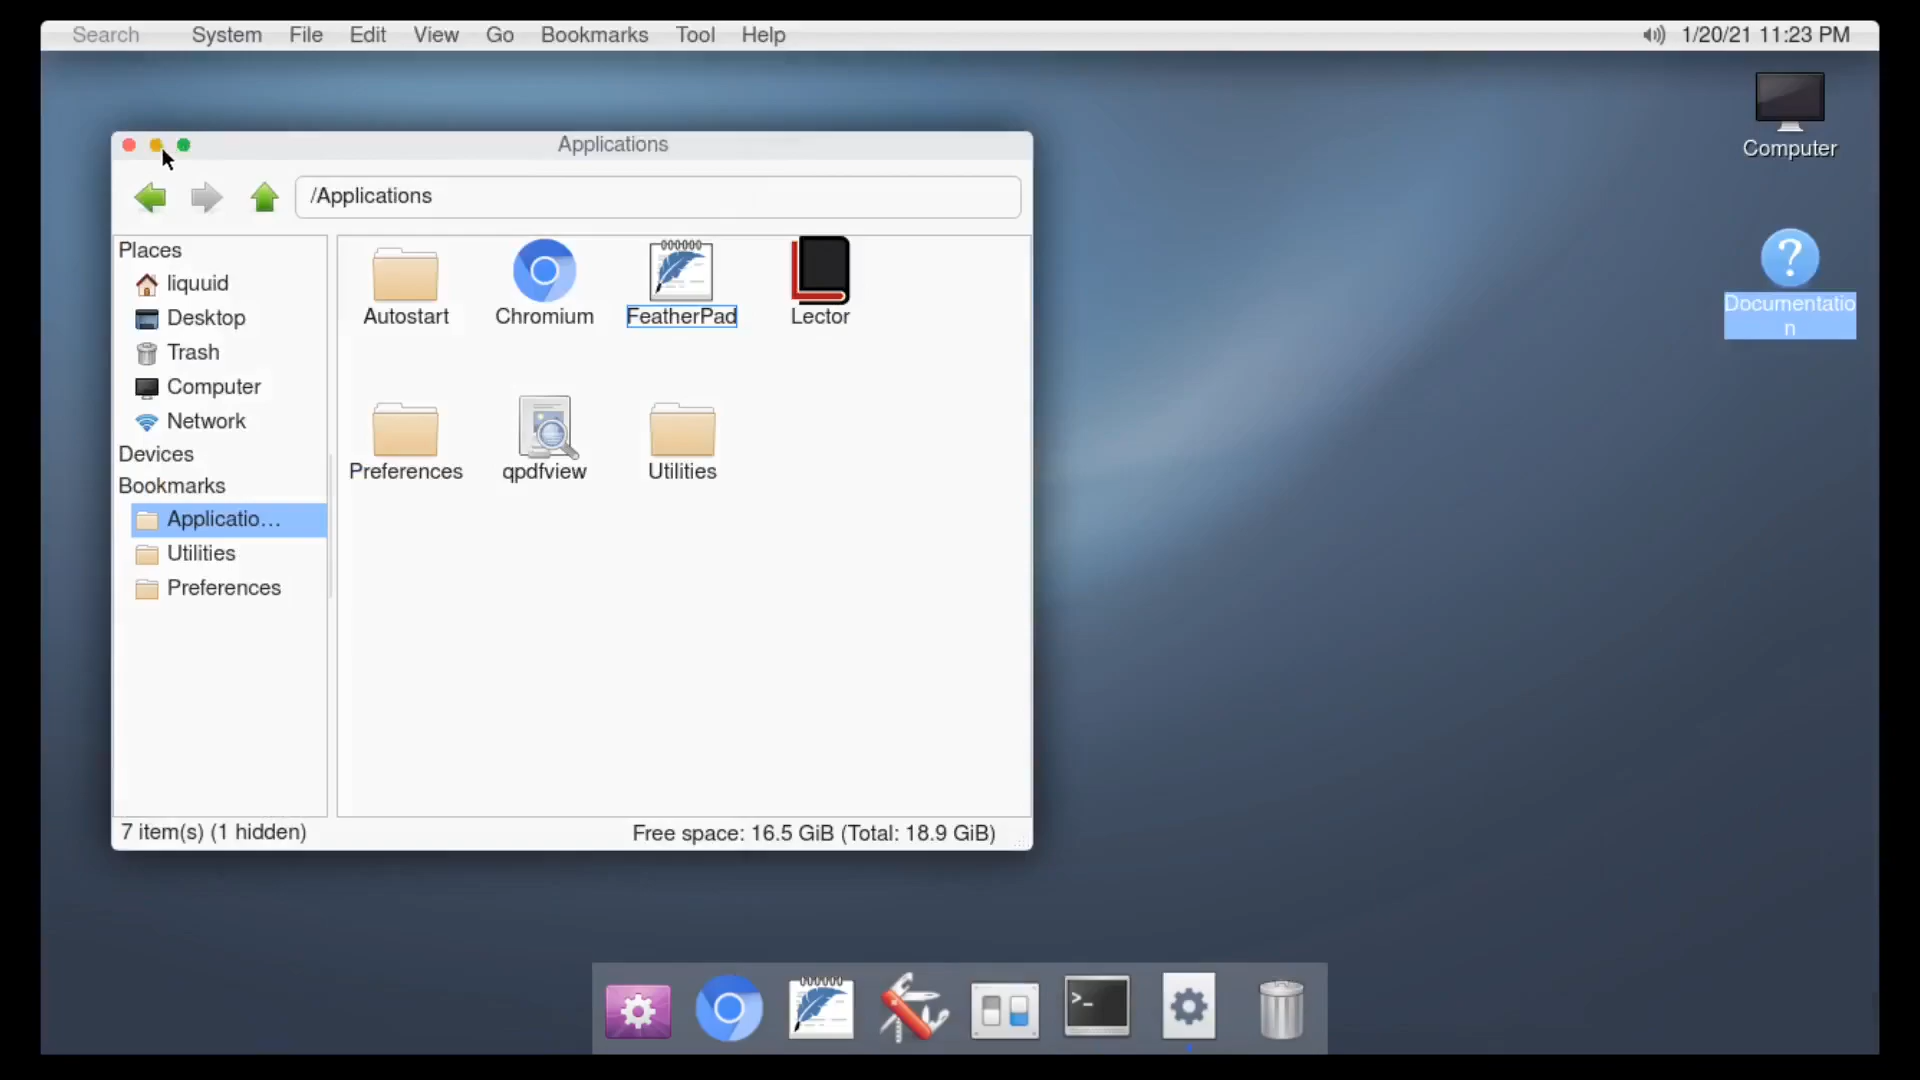 Search System File Edit View Go Bookmarks Tool Help 1/20/21 11:23 PM
Computer
Documentatio
n
Applications
/Applications
Places
liquuid
Desktop
Trash
Computer
Network
Devices
Bookmarks
Applicatio...
Utilities
Preferences
Autostart Chromium FeatherPad Lector
Preferences qpdfview Utilities
7 item(s) (1 hidden) Free space: 16.5 GiB (Total: 18.9 GiB)
>_